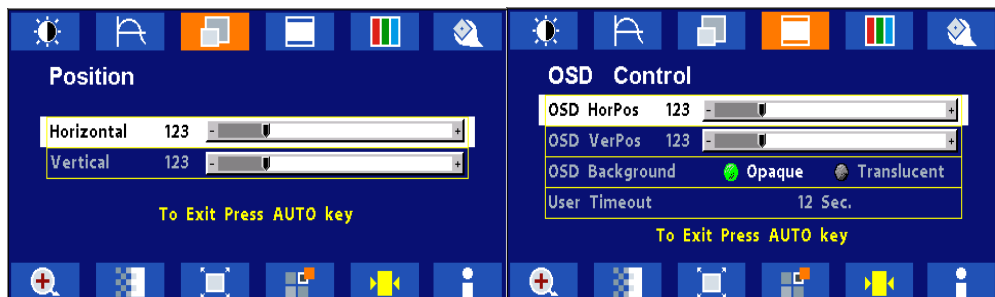 Position
Horizontal 123 - +
Vertical 123 - +
To Exit Press AUTO key
OSD Control
OSD HorPos 123 - +
OSD VerPos 123 - +
OSD Background Opaque Translucent
User Timeout 12 Sec.
To Exit Press AUTO key